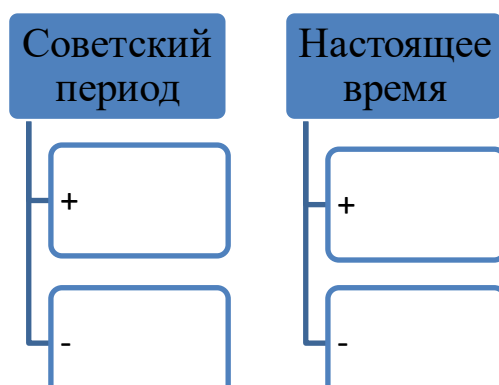 Советский
период
+
-
Настоящее
время
+
-